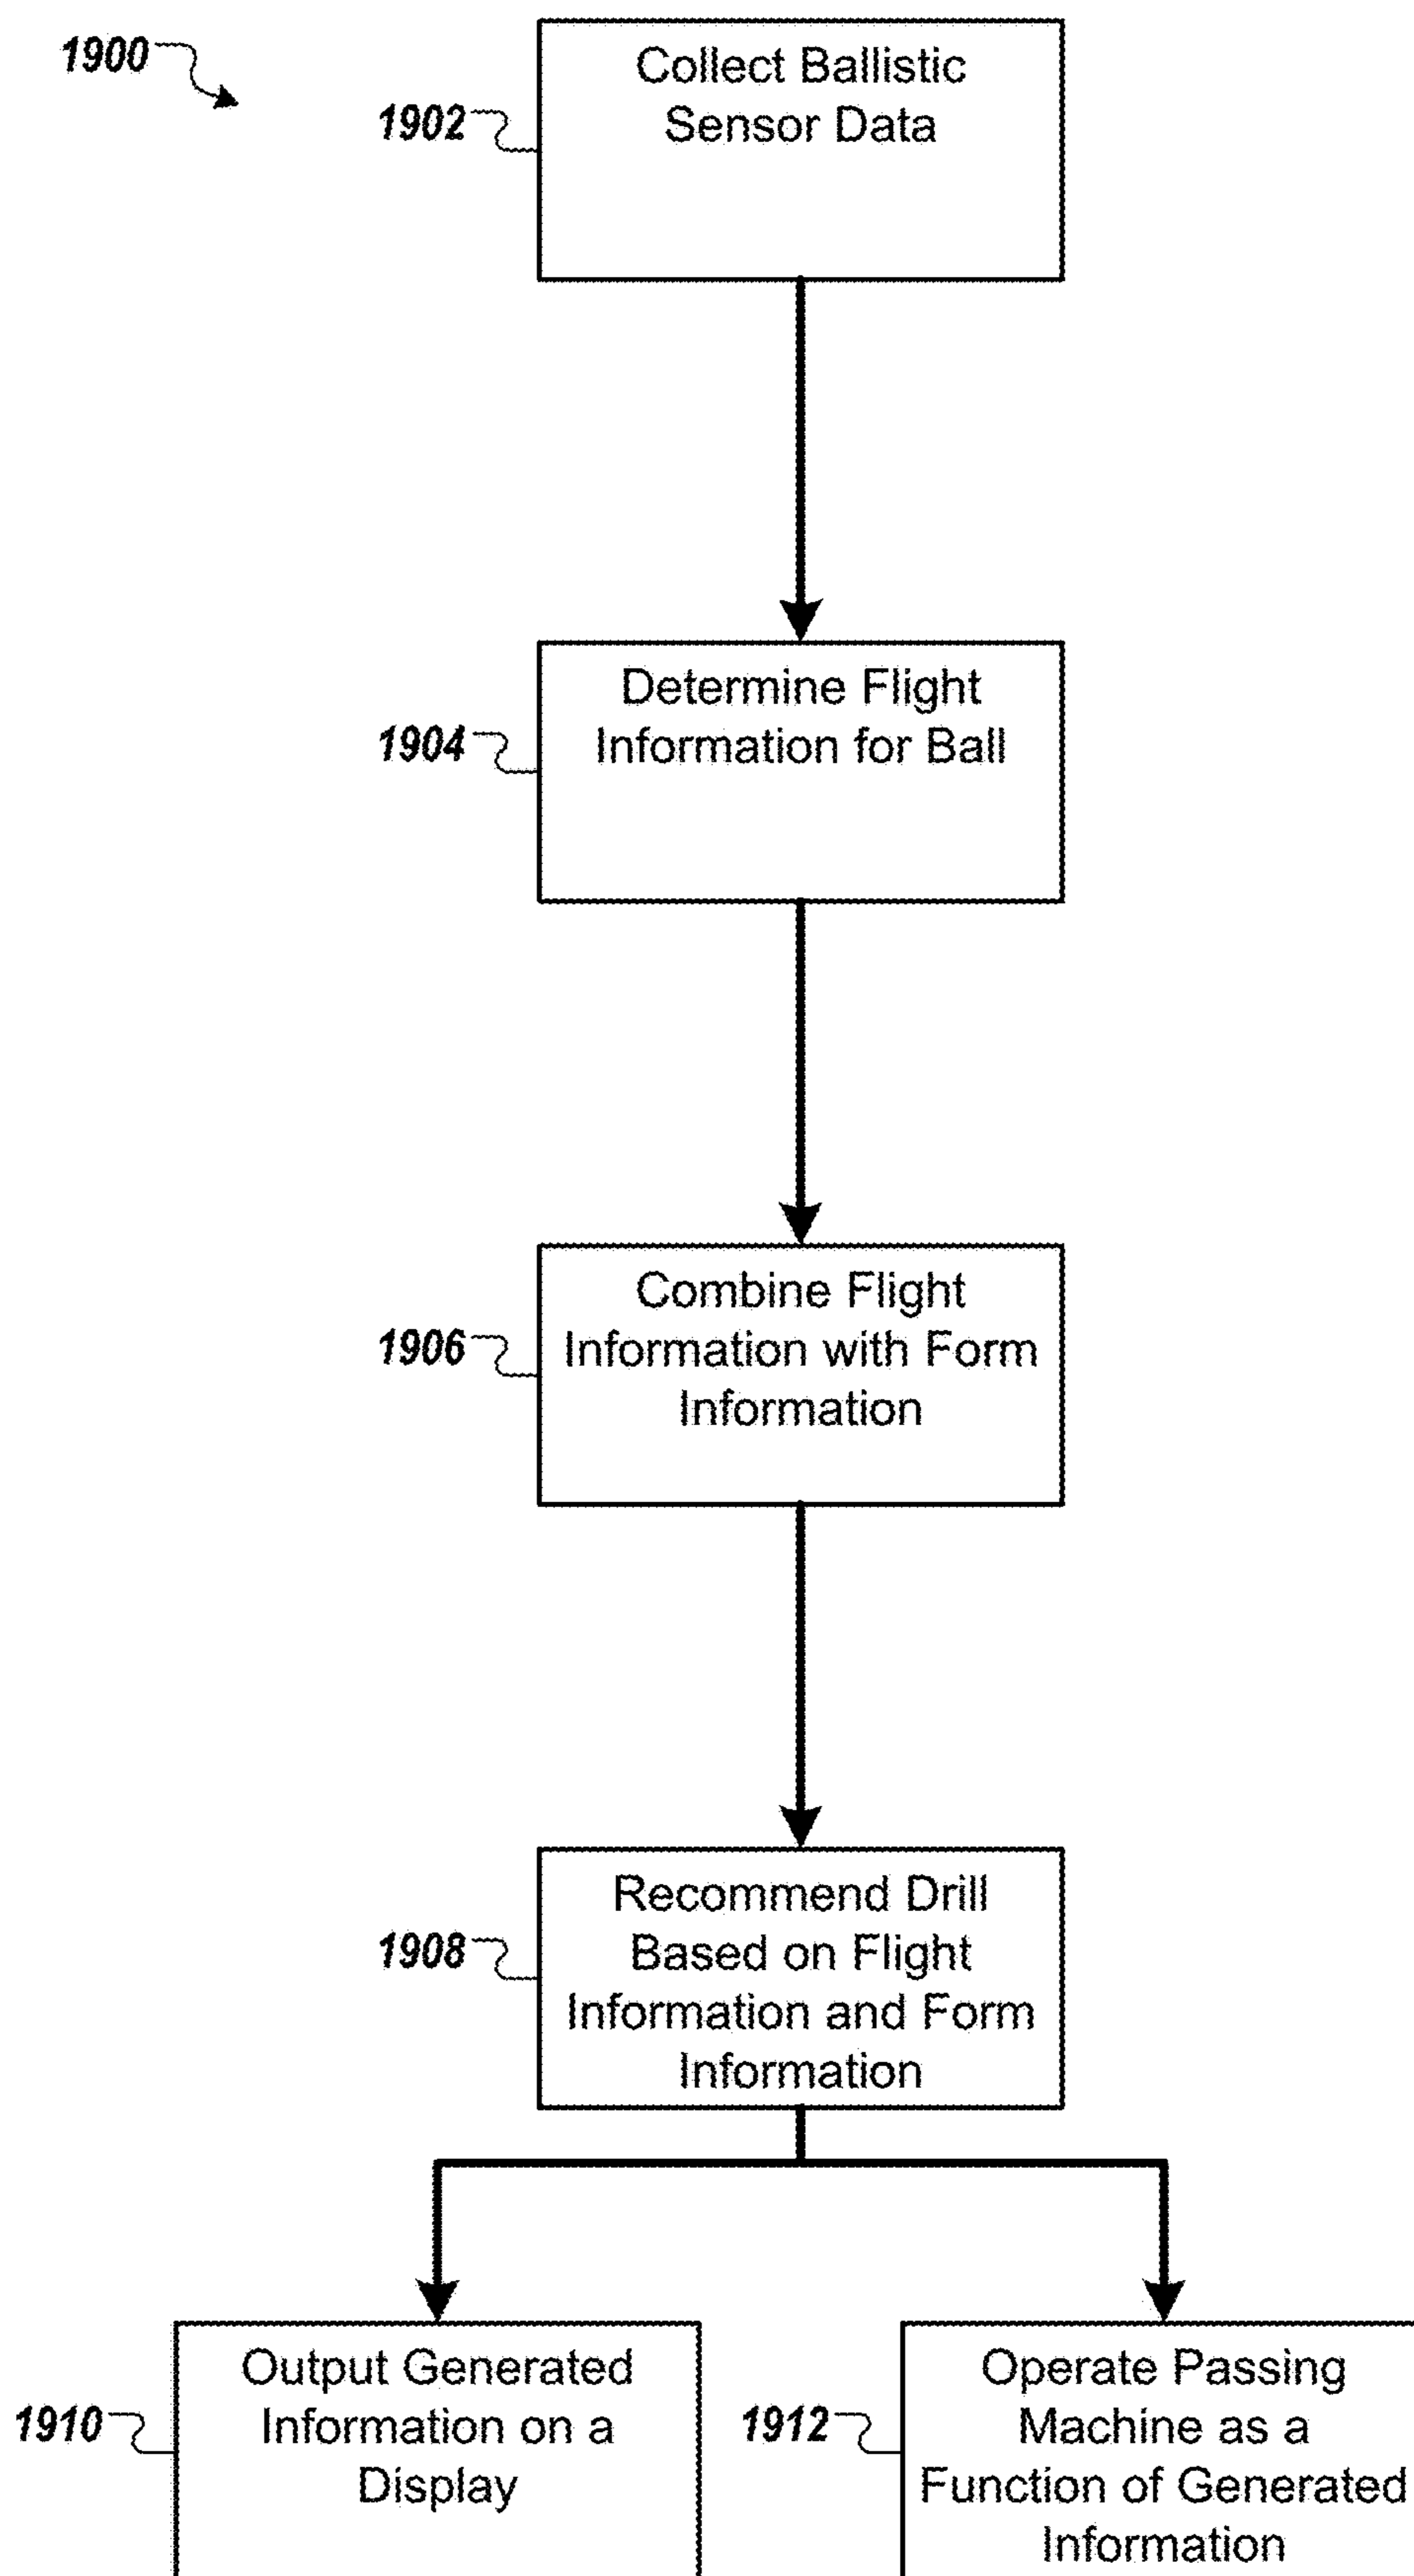 1900
Collect Ballistic
Sensor Data
1902
Determine Flight
Information for Ball
1904
Combine Flight
Information with Form
Information
1906
Recommend Drill
Based on Flight
Information and Form
Information
1908
Output Generated
Information on a
Display
1910
Operate Passing
Machine as a
Function of Generated
Information
1912